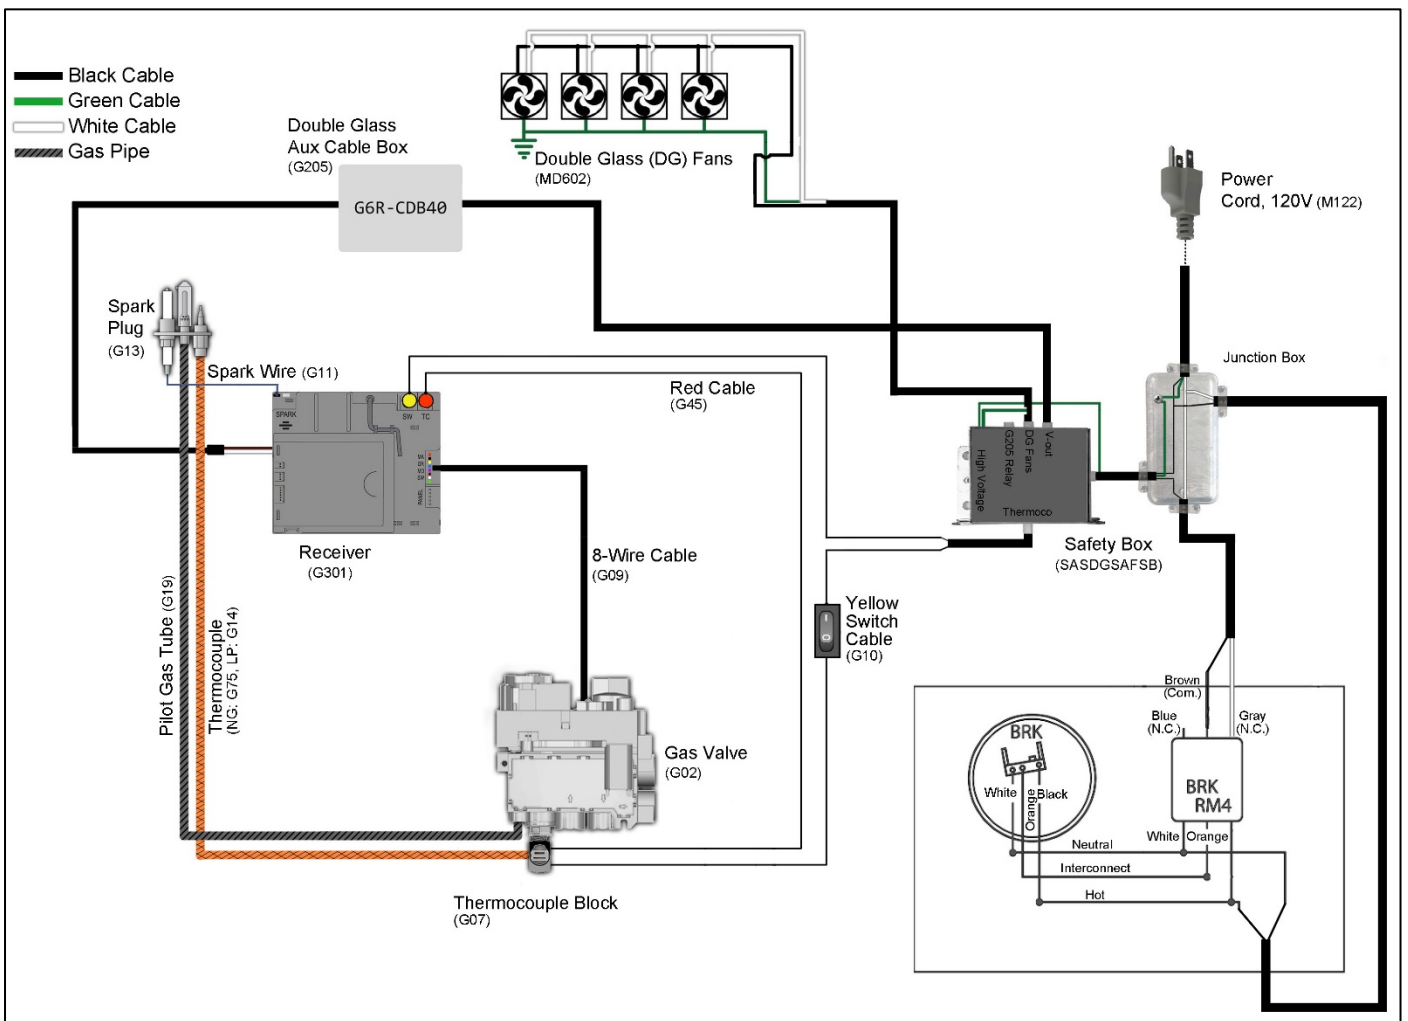 Black Cable
Green Cable
White Cable
Gas Pipe
Double Glass
Aux Cable Box
(G205)
G6R-CDB40
Double Glass (DG) Fans
(MD602)
Power
Cord, 120V (M122)
Spark
Plug
(G13)
Spark Wire (G11)
SPARK
SW
TC
PANEL
Receiver
(G301)
Red Cable
(G45)
Junction Box
V-out
DG Fans
G205 Relay
High Voltage
Thermoco
Safety Box
(SASDGSAFSB)
8-Wire Cable
(G09)
Yellow
Switch
Cable
(G10)
Pilot Gas Tube (G19)
Thermocouple
(NG: G75, LP: G14)
Gas Valve
(G02)
Thermocouple Block
(G07)
Brown
(Com.)
Blue
(N.C.)
Gray
(N.C.)
BRK
White
Orange
Black
BRK
RM4
White
Orange
Neutral
Interconnect
Hot